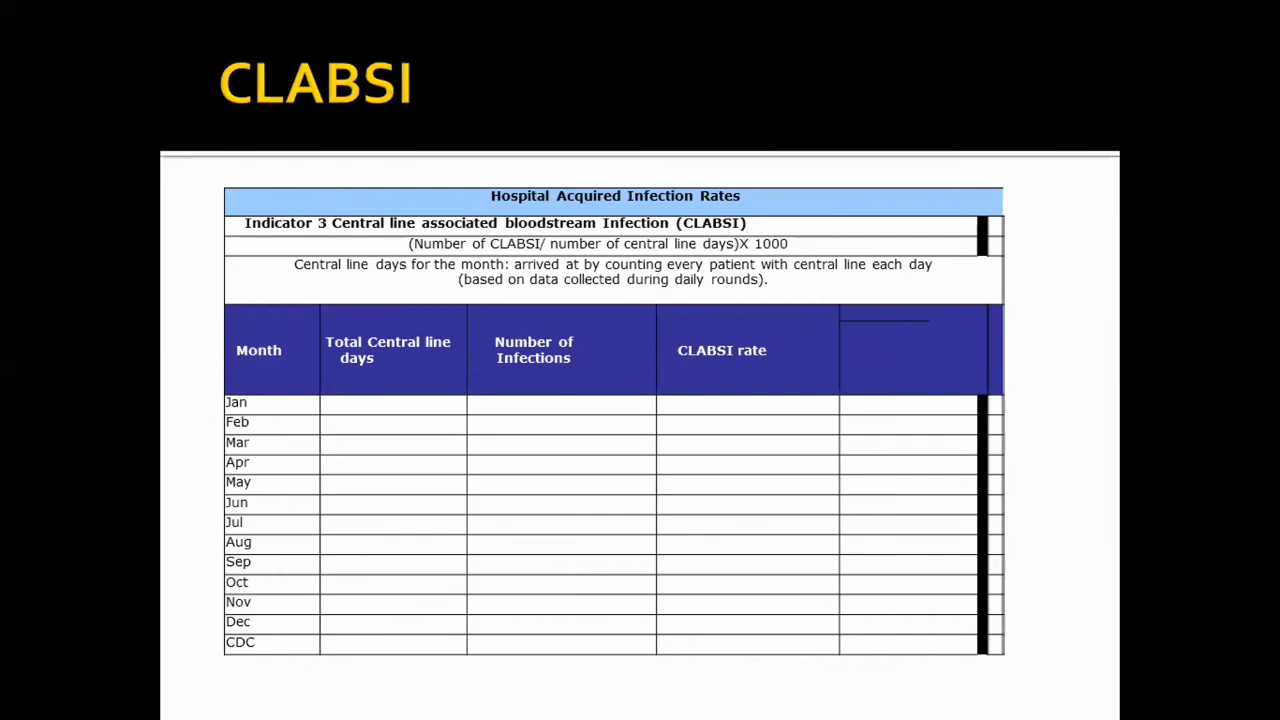 CLABSI
Hospital Acquired Infection Rates
Indicator 3 Central line associated bloodstream Infection (CLABSI)
(Number of CLABSI/ number of central line days)X 1000
Central line days for the month: arrived at by counting every patient with central line each day
(based on data collected during daily rounds).
Month
Total Central line
days
Number of
Infections
CLABSI rate
Jan
Feb
Mar
Apr
May
Jun
Jul
Aug
Sep
Oct
Nov
Dec
CDC